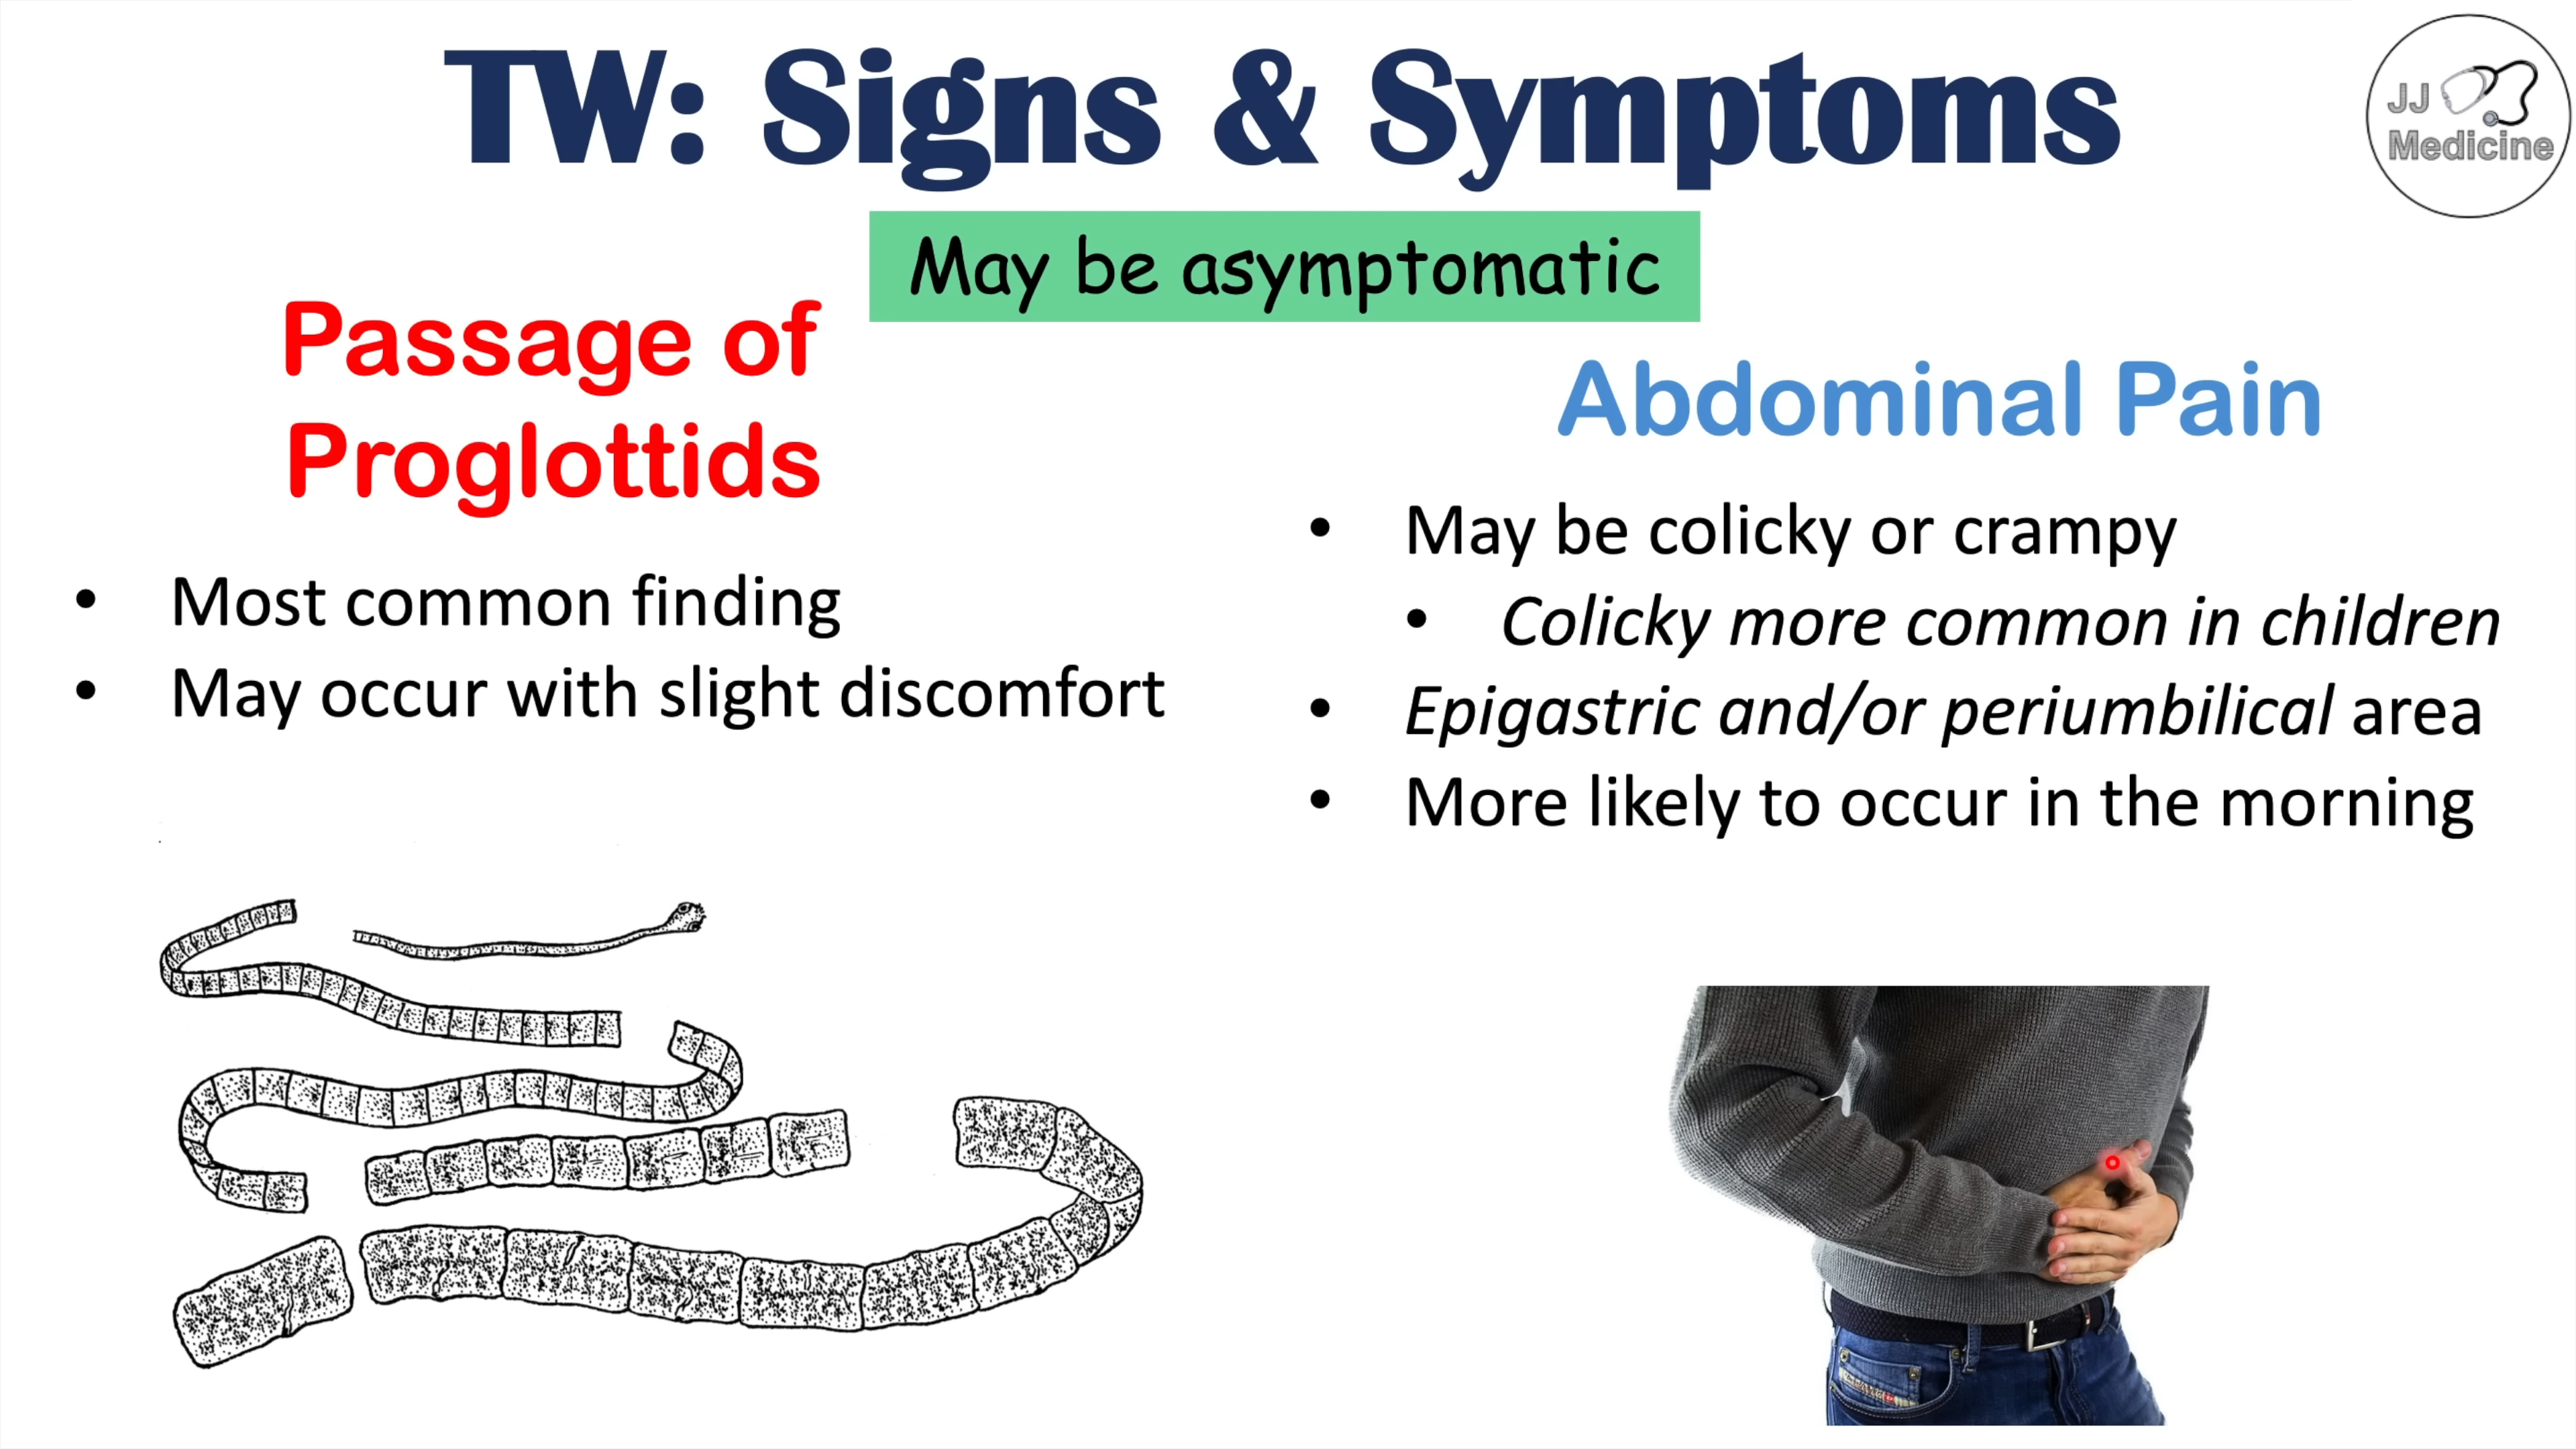 TW: Signs & Symptoms
JJ
Medicine
May be asymptomatic
Passage of
Proglottids
• Most common finding
• May occur with slight discomfort
Abdominal Pain
• May be colicky or crampy
• Colicky more common in children
• Epigastric and/or periumbilical area
• More likely to occur in the morning